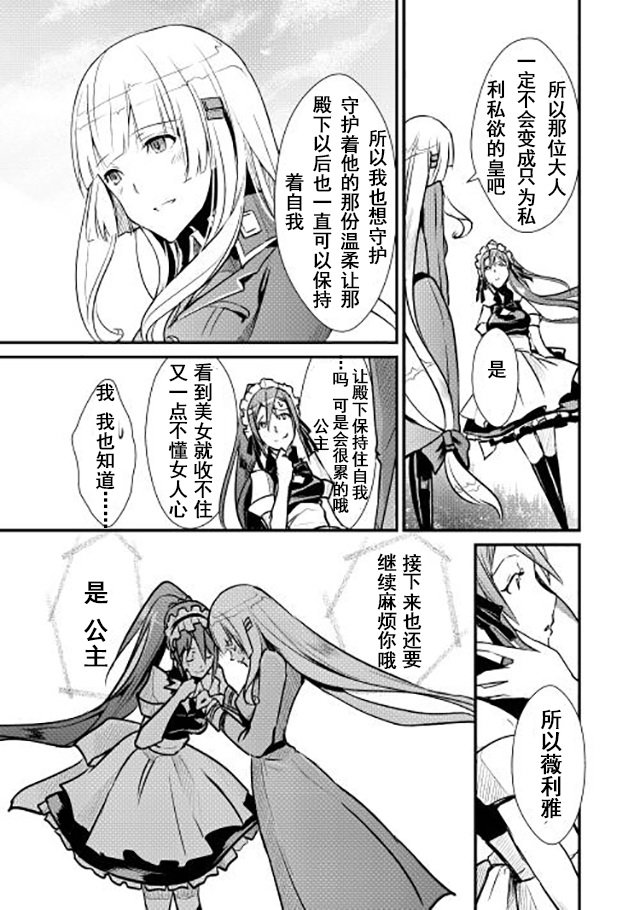 所以那位大人
一定不会变成只为私
利私欲的皇吧
是
所以我也想守护
守护着他的那份温柔让那
殿下以后也一直可以保持
着自我
让殿下保持住自我
……吗 可是会很累的哦
公主
看到美女就收不住
又一点不懂女人心
我 我也知道……
所以薇利雅
接下来也还要
继续麻烦你哦
是 公主